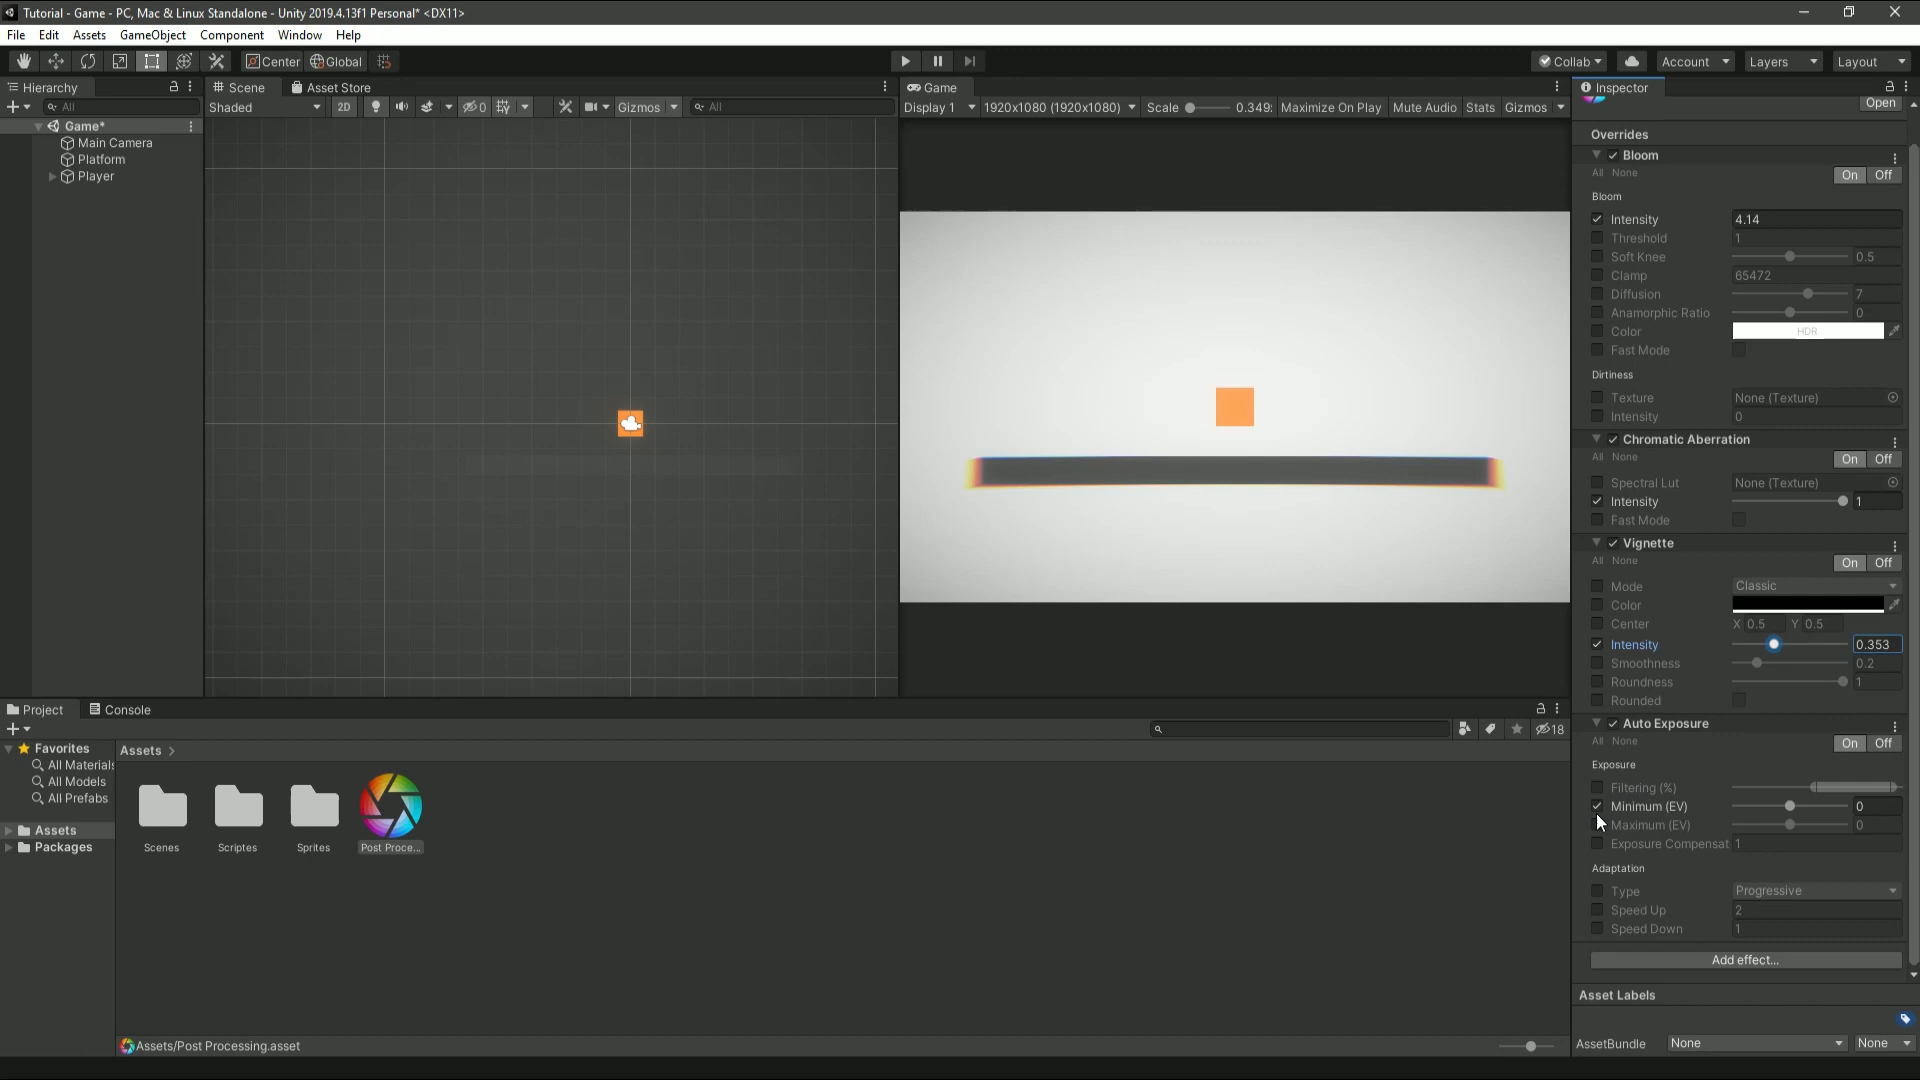 Tutorial - Game - PC, Mac & Linux Standalone - Unity 2019.4.13f1 Personal* <DX11>
File Edit Assets GameObject Component Window Help
Center Global Collab Account Layers Layout
Hierarchy
All
Game*
Main Camera
Platform
Player
Scene Asset Store
Shaded 2D 0 Gizmos All
Game
Display 1 1920x1080 (1920x1080) Scale 0.349: Maximize On Play Mute Audio Stats Gizmos
Inspector
Open
Overrides
Bloom
All None On Off
Bloom
Intensity 4.14
Threshold 1
Soft Knee 0.5
Clamp 65472
Diffusion 7
Anamorphic Ratio 0
Color HDR
Fast Mode
Dirtiness
Texture None (Texture)
Intensity 0
Chromatic Aberration
All None On Off
Spectral Lut None (Texture)
Intensity 1
Fast Mode
Vignette
All None On Off
Mode Classic
Color
Center X 0.5 Y 0.5
Intensity 0.353
Smoothness 0.2
Roundness 1
Rounded
Auto Exposure
All None On Off
Exposure
Filtering (%)
Minimum (EV) 0
Maximum (EV) 0
Exposure Compensat 1
Adaptation
Type Progressive
Speed Up 2
Speed Down 1
Add effect...
Asset Labels
AssetBundle None None
Project Console
18
Favorites
All Materials
All Models
All Prefabs
Assets
Packages
Assets >
Scenes
Scriptes
Sprites
Post Proce...
Assets/Post Processing.asset